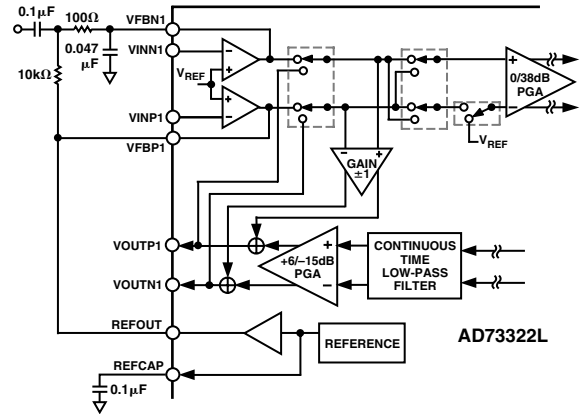 0.1μF
100Ω
VFBN1
VINN1
0.047
μF
10kΩ
VREF
VINP1
VFBP1
0/38dB
PGA
VREF
GAIN
±1
VOUTP1
+6/–15dB
PGA
CONTINUOUS
TIME
LOW-PASS
FILTER
VOUTN1
REFOUT
REFERENCE
AD73322L
REFCAP
0.1μF